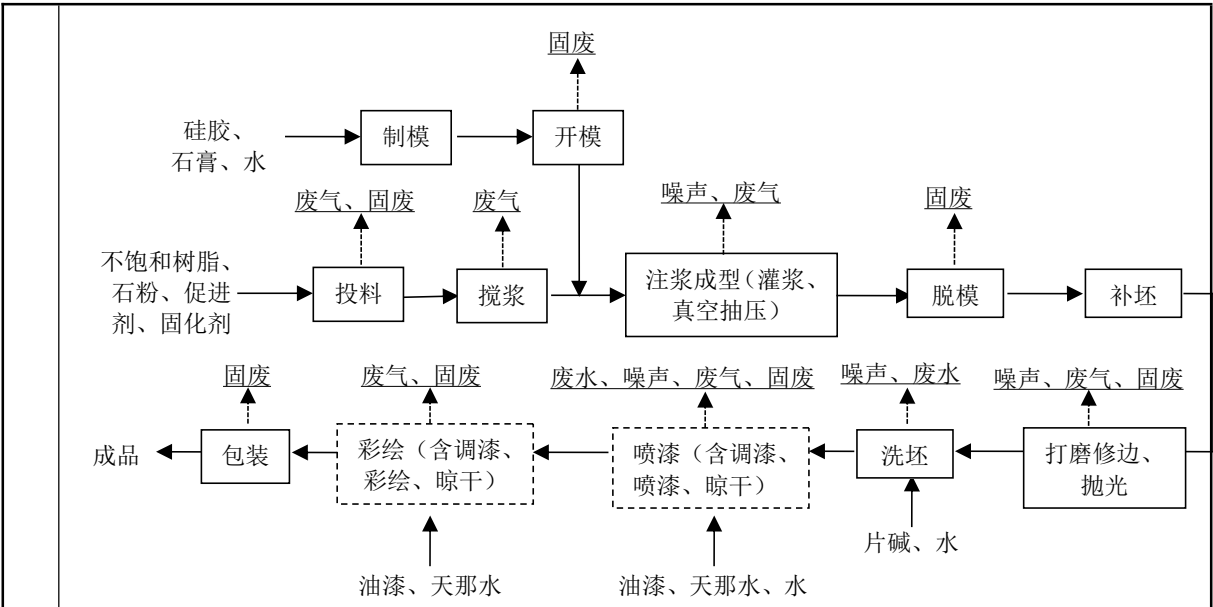 固废
硅胶、
石膏、水
制模
开模
废气、固废
废气
噪声、废气
固废
不饱和树脂、
石粉、促进
剂、固化剂
投料
搅浆
注浆成型（灌浆、
真空抽压）
脱模
补坯
固废
废气、固废
废水、噪声、废气、固废
噪声、废水
噪声、废气、固废
成品
包装
彩绘（含调漆、
彩绘、晾干）
喷漆（含调漆、
喷漆、晾干）
洗坯
打磨修边、
抛光
片碱、水
油漆、天那水
油漆、天那水、水